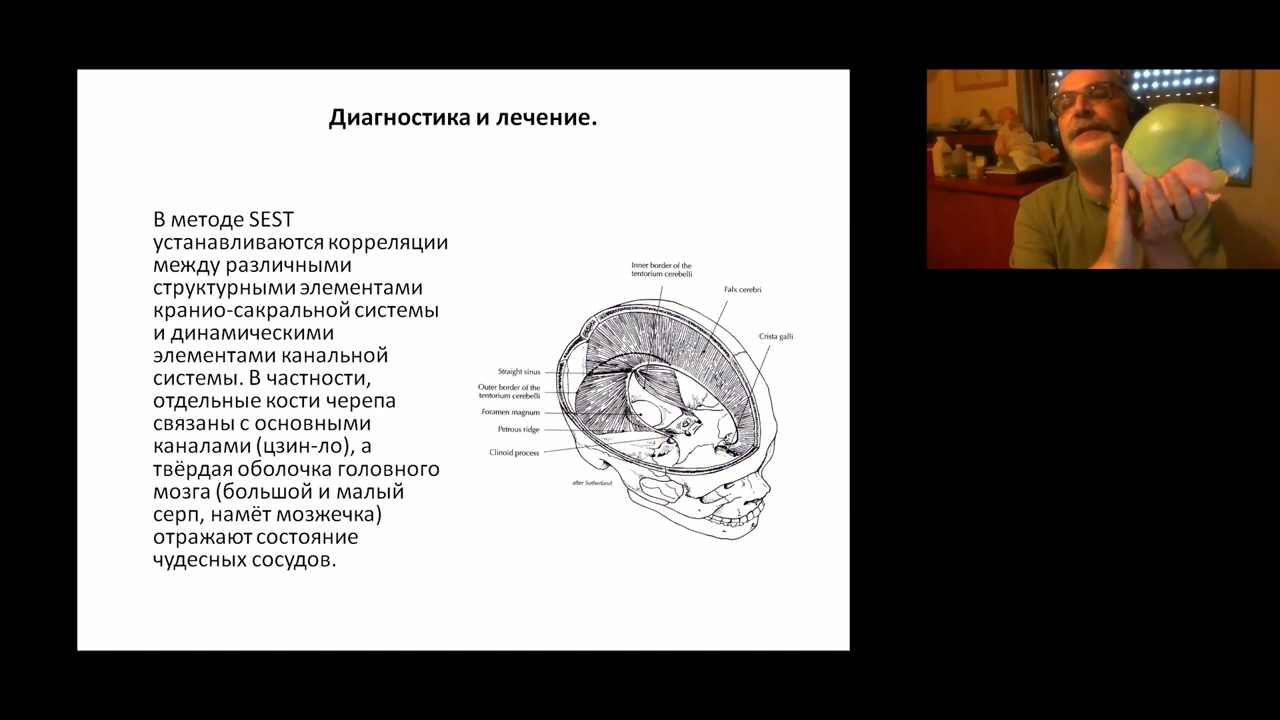 Диагностика и лечение.
В методе SEST
устанавливаются корреляции
между различными
структурными элементами
кранио-сакральной системы
и динамическими
элементами канальной
системы. В частности,
отдельные кости черепа
связаны с основными
каналами (цзин-ло), а
твёрдая оболочка головного
мозга (большой и малый
серп, намёт мозжечка)
отражают состояние
чудесных сосудов.
Inner border of the
tentorium cerebelli
Falx cerebri
Crista galli
Straight sinus
Outer border of the
tentorium cerebelli
Foramen magnum
Petrous ridge
Clinoid process
after Sutherland